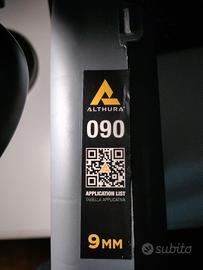 ALTHURA
090
APPLICATION LIST
TABELLA APPLICATIVA
9MM
subito